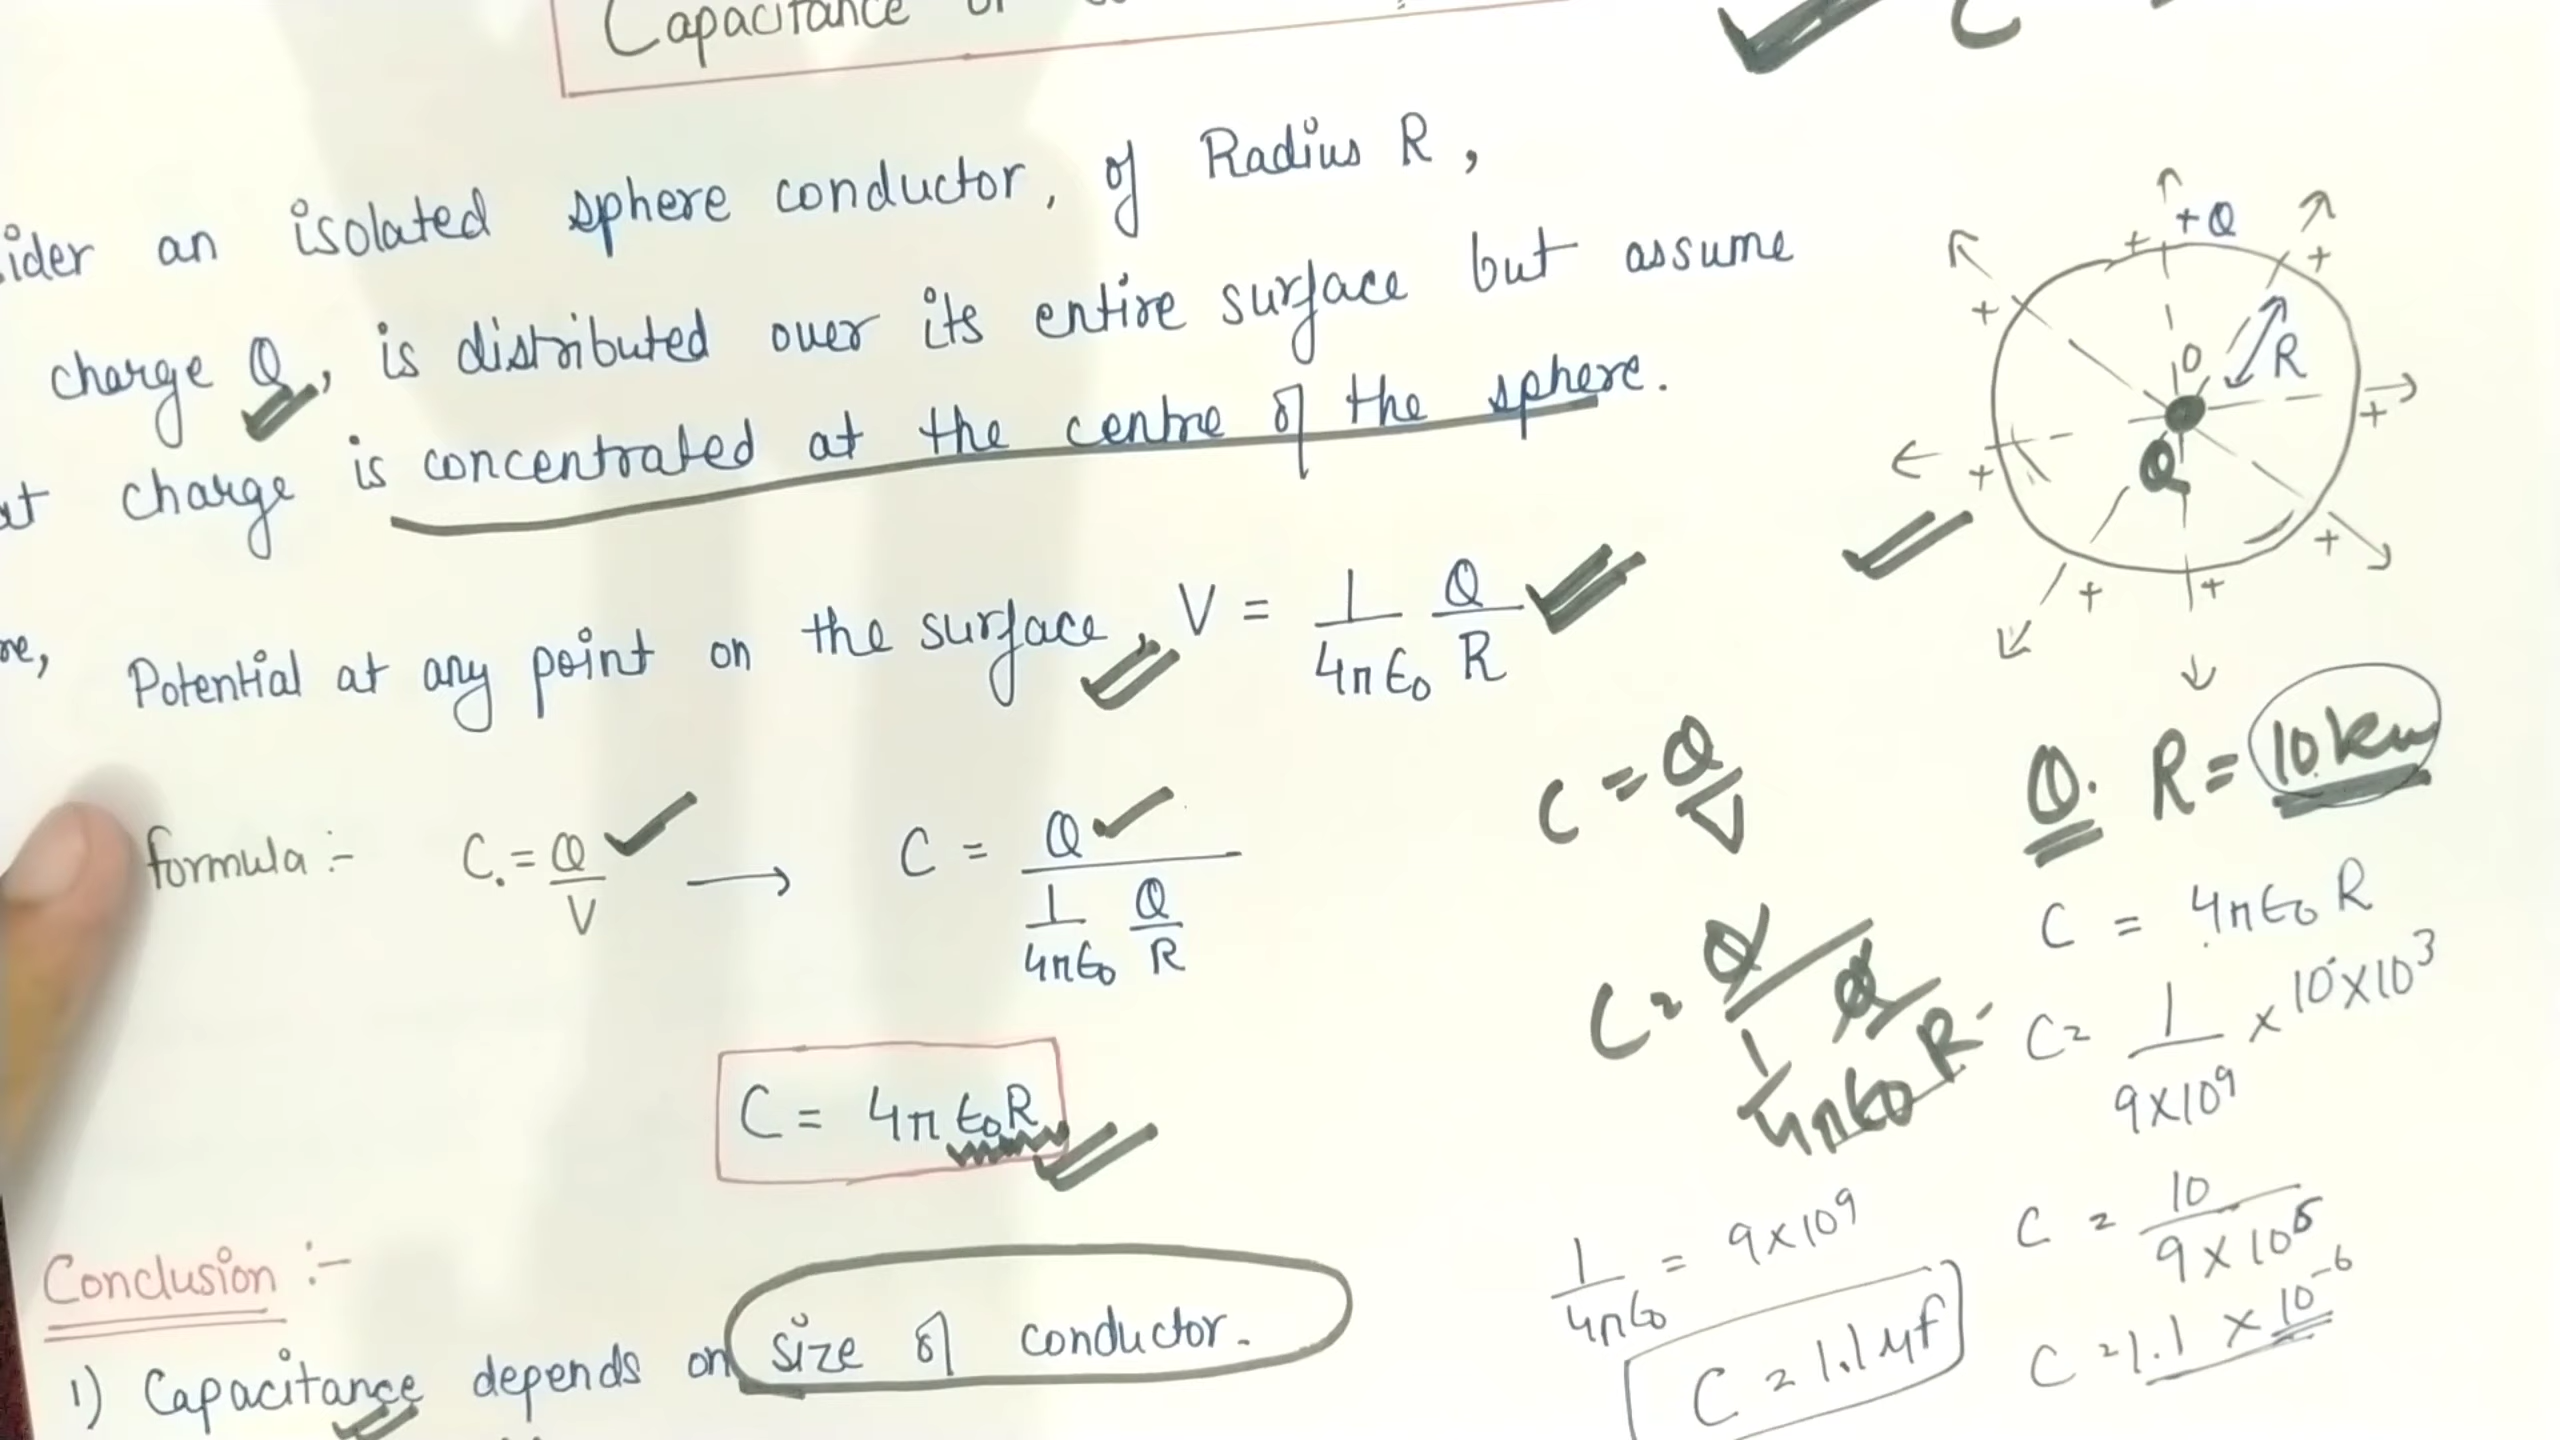 Capacitance
C
an isolated sphere conductor, of Radius R,
charge Q, is distributed over its entire surface but assume
charge is concentrated at the centre of the sphere.
Potential at any point on the surface, V = 1/4πε₀ Q/R
formula :- C = Q/V → C = Q / (1/4πε₀ Q/R)
C = 4πε₀R
Conclusion :-
1) Capacitance depends on size of conductor.
+Q
+ + + + + + + +
O
R
Q
C = Q/V
C = Q / (1/4πε₀ Q/R)
1/4πε₀ = 9×10⁹
C = 1.1 μf
Q. R = 10 km
C = 4πε₀R
C = 1/9×10⁹ × 10×10³
C = 10 / 9×10⁶
C = 1.1 × 10⁻⁶